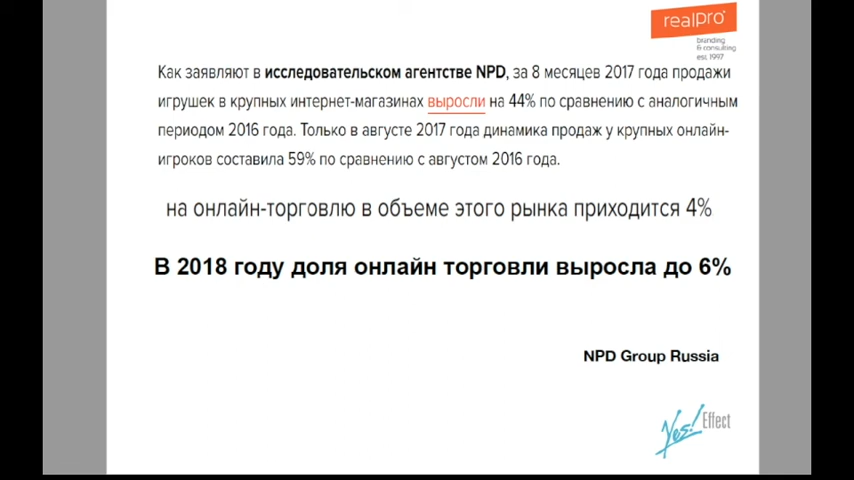 realpro
branding
& consulting
est. 1997
Как заявляют в исследовательском агентстве NPD, за 8 месяцев 2017 года продажи
игрушек в крупных интернет-магазинах выросли на 44% по сравнению с аналогичным
периодом 2016 года. Только в августе 2017 года динамика продаж у крупных онлайн-
игроков составила 59% по сравнению с августом 2016 года.
на онлайн-торговлю в объеме этого рынка приходится 4%
В 2018 году доля онлайн торговли выросла до 6%
NPD Group Russia
Yes! Effect